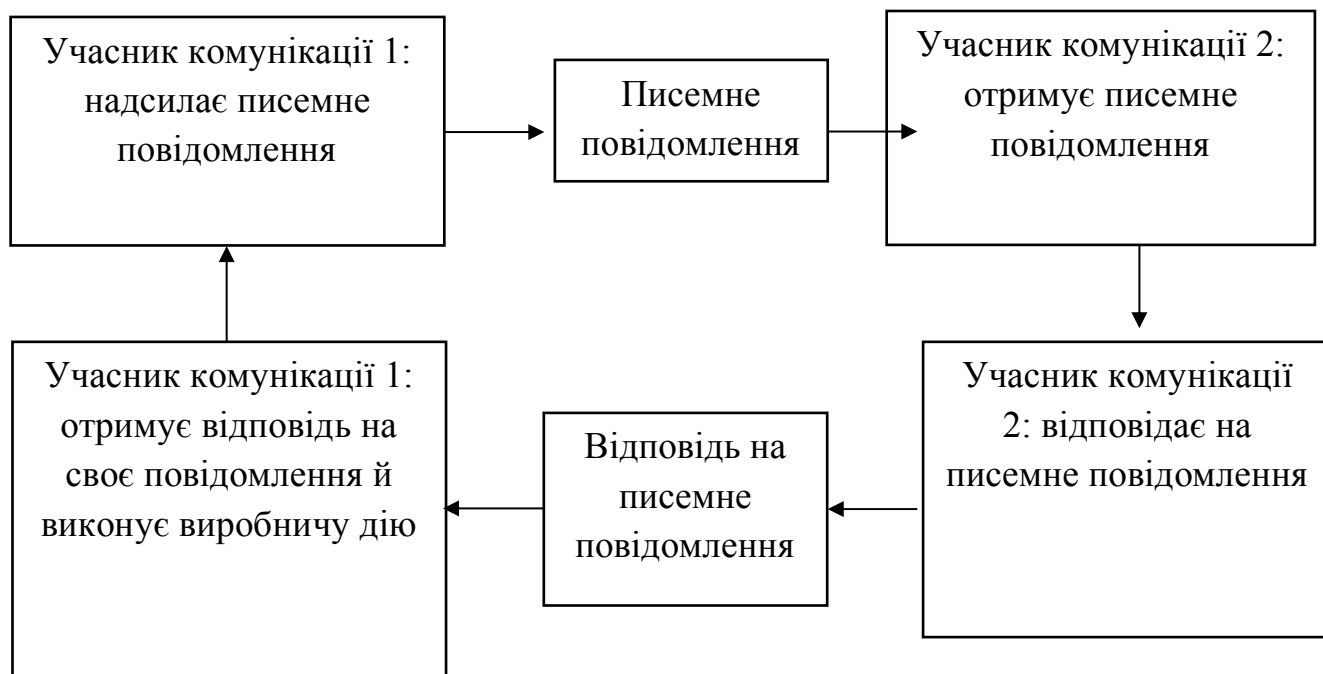 Учасник комунікації 1:
надсилає писемне
повідомлення
Писемне
повідомлення
Учасник комунікації 2:
отримує писемне
повідомлення
Учасник комунікації 1:
отримує відповідь на
своє повідомлення й
виконує виробничу дію
Відповідь на
писемне
повідомлення
Учасник комунікації
2: відповідає на
писемне повідомлення